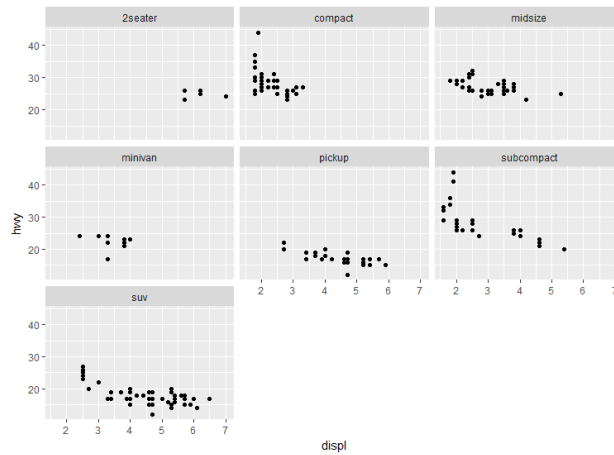 2seater compact midsize
40
30
20
minivan pickup subcompact
40
30
20
2 3 4 5 6 7 2 3 4 5 6 7
suv
40
30
20
2 3 4 5 6 7
hwy
displ